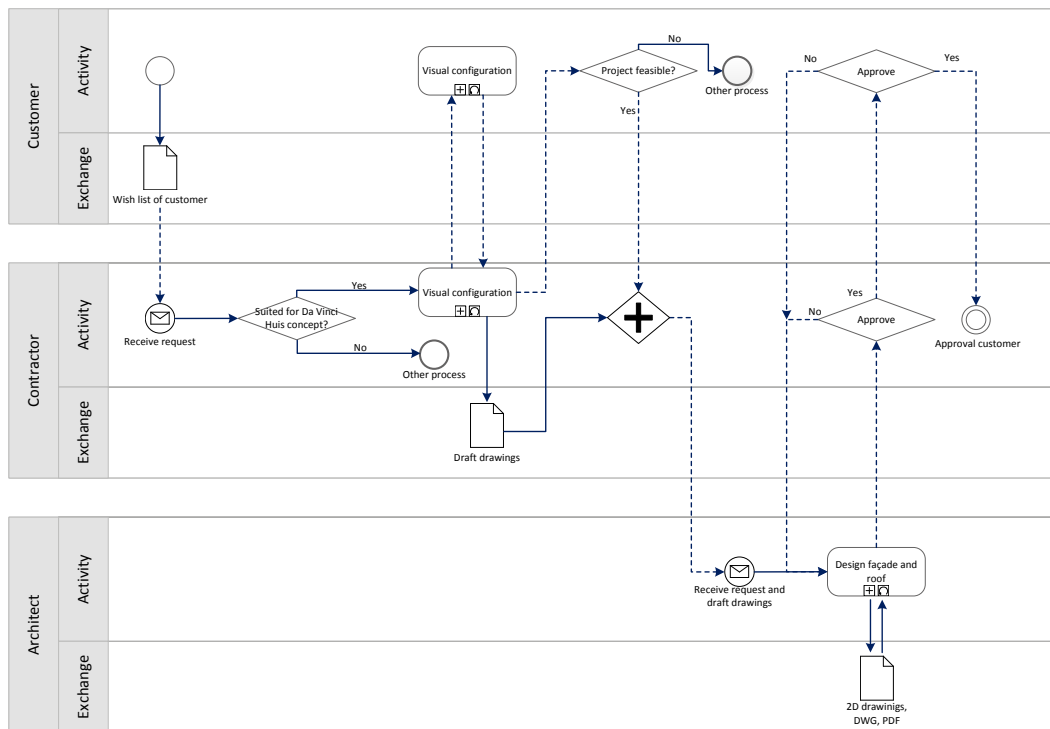 Customer
Activity
No
Visual configuration
Project feasible?
Other process
Yes
No
Approve
Yes
Exchange
Wish list of customer
Contractor
Activity
Receive request
Suited for Da Vinci
Huis concept?
Yes
No
Other process
Visual configuration
No
Yes
Approve
Approval customer
Exchange
Draft drawings
Architect
Activity
Receive request and
draft drawings
Design façade and
roof
Exchange
2D drawinigs,
DWG, PDF